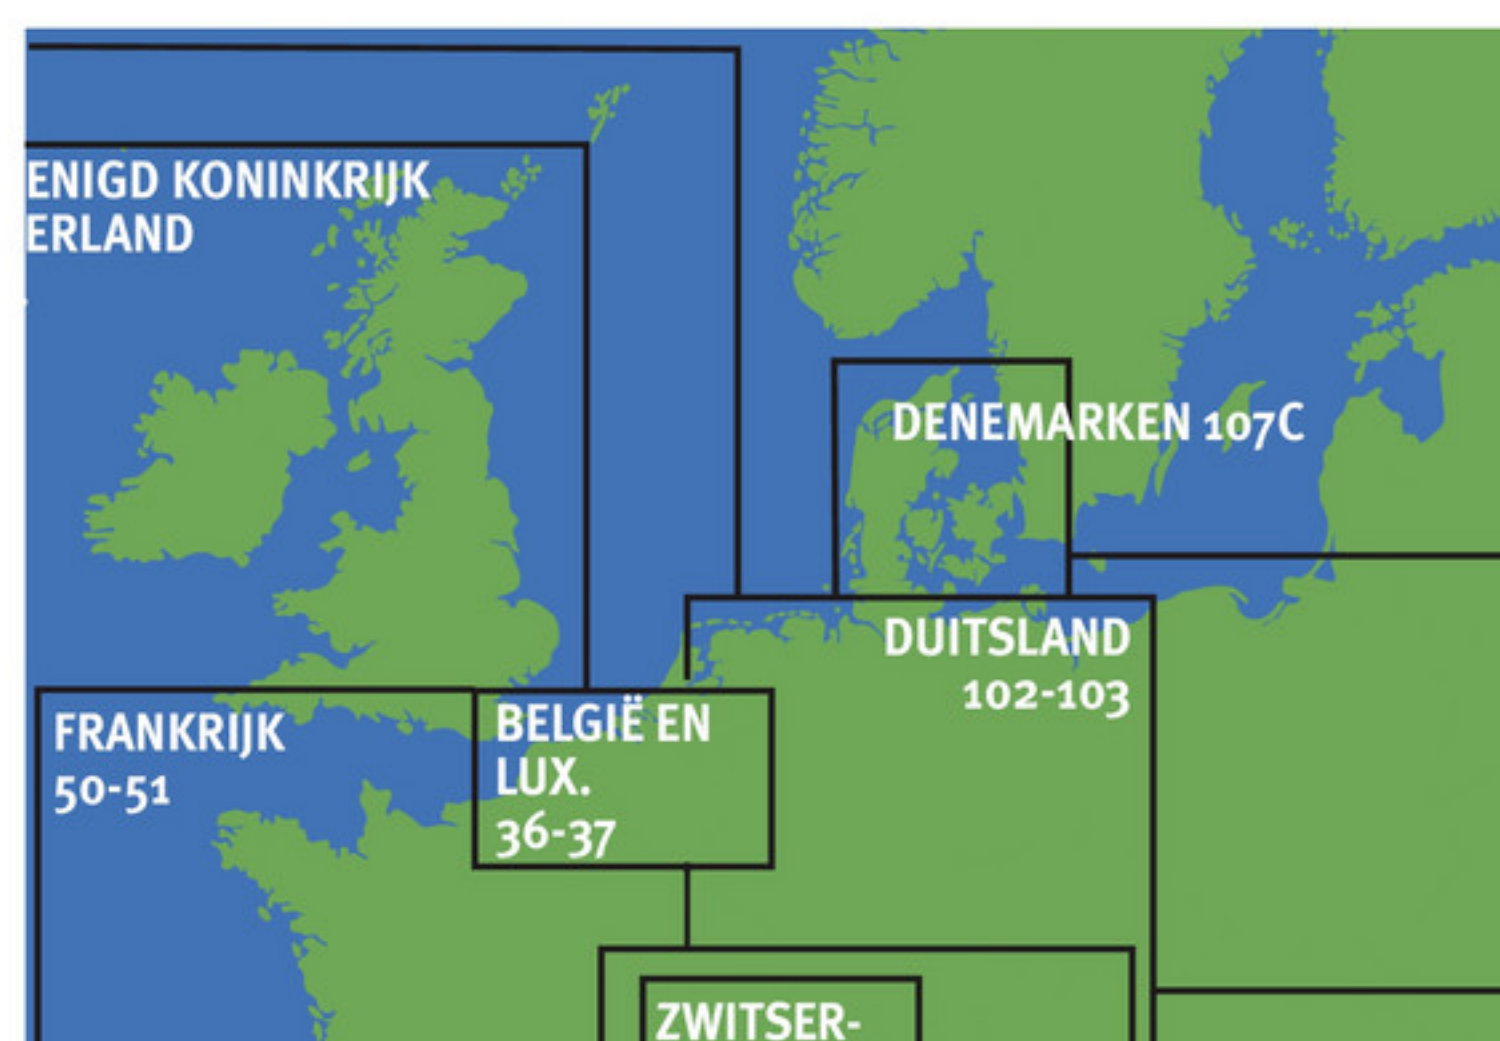 ENIGD KONINKRIJK
ERLAND
DENEMARKEN 107C
DUITSLAND
102-103
FRANKRIJK
50-51
BELGIË EN
LUX.
36-37
ZWITSER-